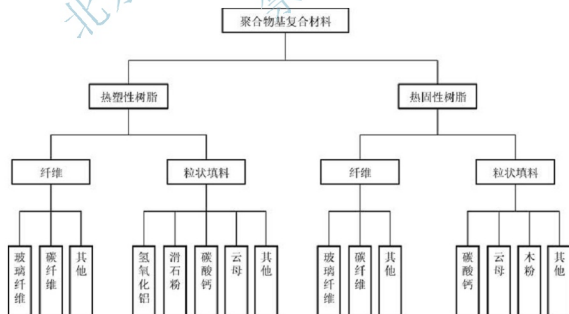 聚合物基复合材料
热塑性树脂
热固性树脂
纤维
粒状填料
纤维
粒状填料
玻璃纤维
碳纤维
其他
氢氧化铝
滑石粉
碳酸钙
云母
其他
玻璃纤维
碳纤维
其他
碳酸钙
云母
木粉
其他